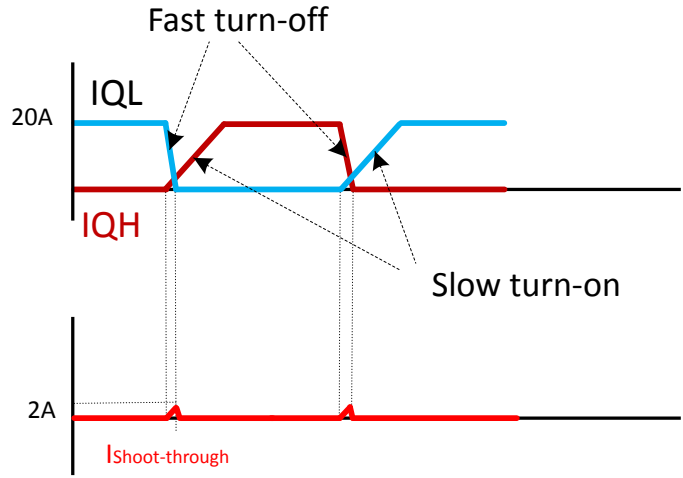 Fast turn-off
IQL
20A
IQH
Slow turn-on
2A
IShoot-through